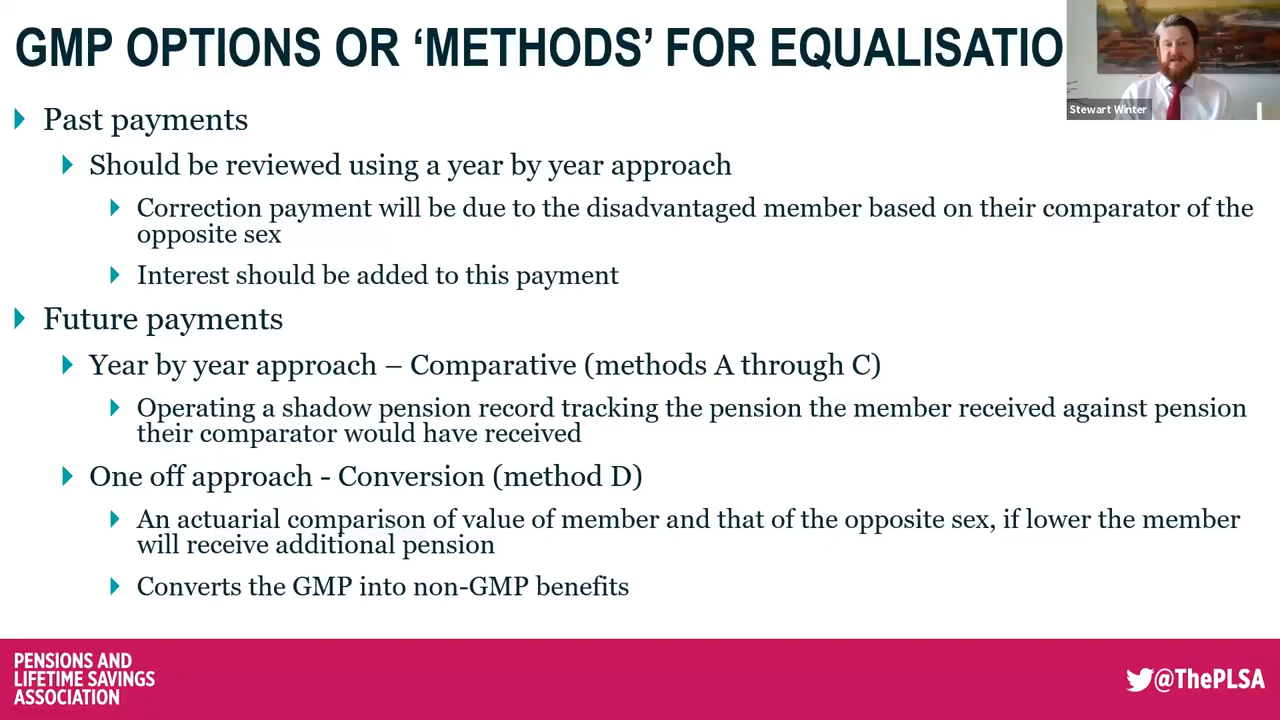 GMP OPTIONS OR ‘METHODS’ FOR EQUALISATIO
Stewart Winter
Past payments
Should be reviewed using a year by year approach
Correction payment will be due to the disadvantaged member based on their comparator of the
opposite sex
Interest should be added to this payment
Future payments
Year by year approach – Comparative (methods A through C)
Operating a shadow pension record tracking the pension the member received against pension
their comparator would have received
One off approach - Conversion (method D)
An actuarial comparison of value of member and that of the opposite sex, if lower the member
will receive additional pension
Converts the GMP into non-GMP benefits
PENSIONS AND
LIFETIME SAVINGS
ASSOCIATION
@ThePLSA